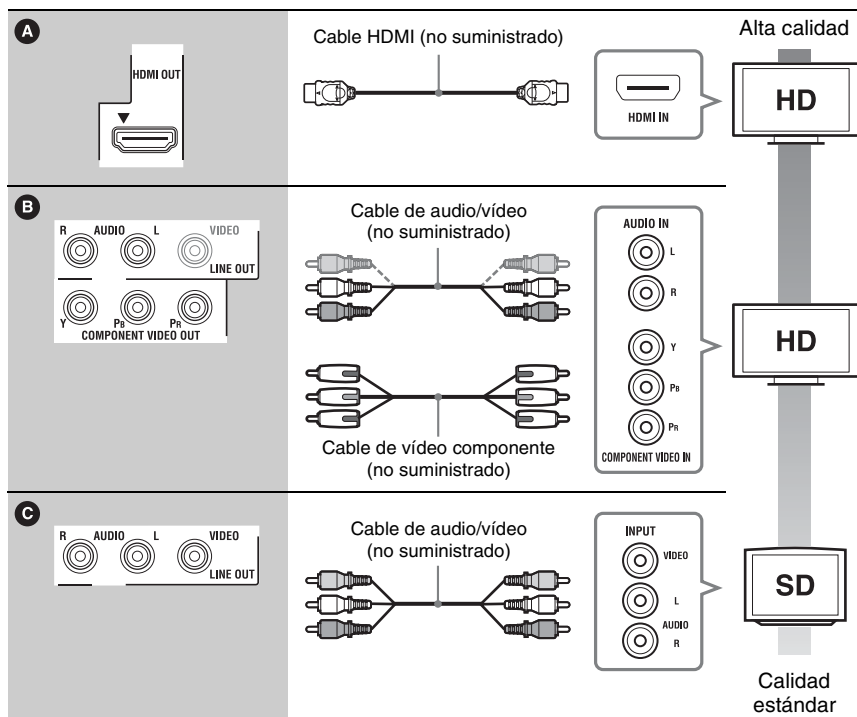 A
HDMI OUT
Cable HDMI (no suministrado)
HDMI IN
Alta calidad
HD
B
R AUDIO L VIDEO
LINE OUT
Y PB PR
COMPONENT VIDEO OUT
Cable de audio/vídeo
(no suministrado)
Cable de vídeo componente
(no suministrado)
AUDIO IN
L
R
Y
PB
PR
COMPONENT VIDEO IN
HD
C
R AUDIO L VIDEO
LINE OUT
Cable de audio/vídeo
(no suministrado)
INPUT
VIDEO
L
AUDIO
R
SD
Calidad
estándar